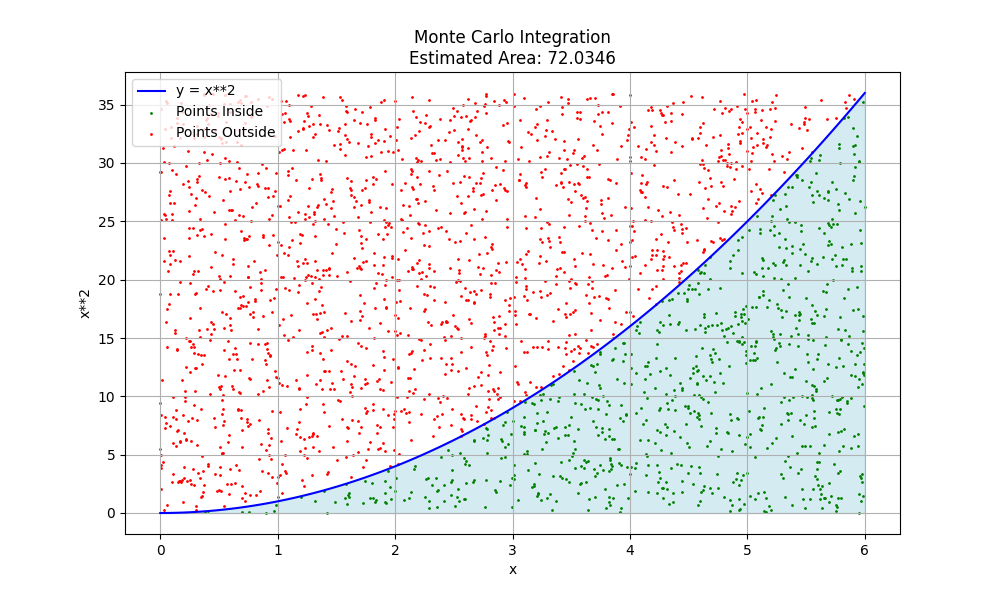 Monte Carlo Integration
Estimated Area: 72.0346
y = x**2
Points Inside
Points Outside
35
30
25
20
15
10
5
0
x**2
0 1 2 3 4 5 6
x